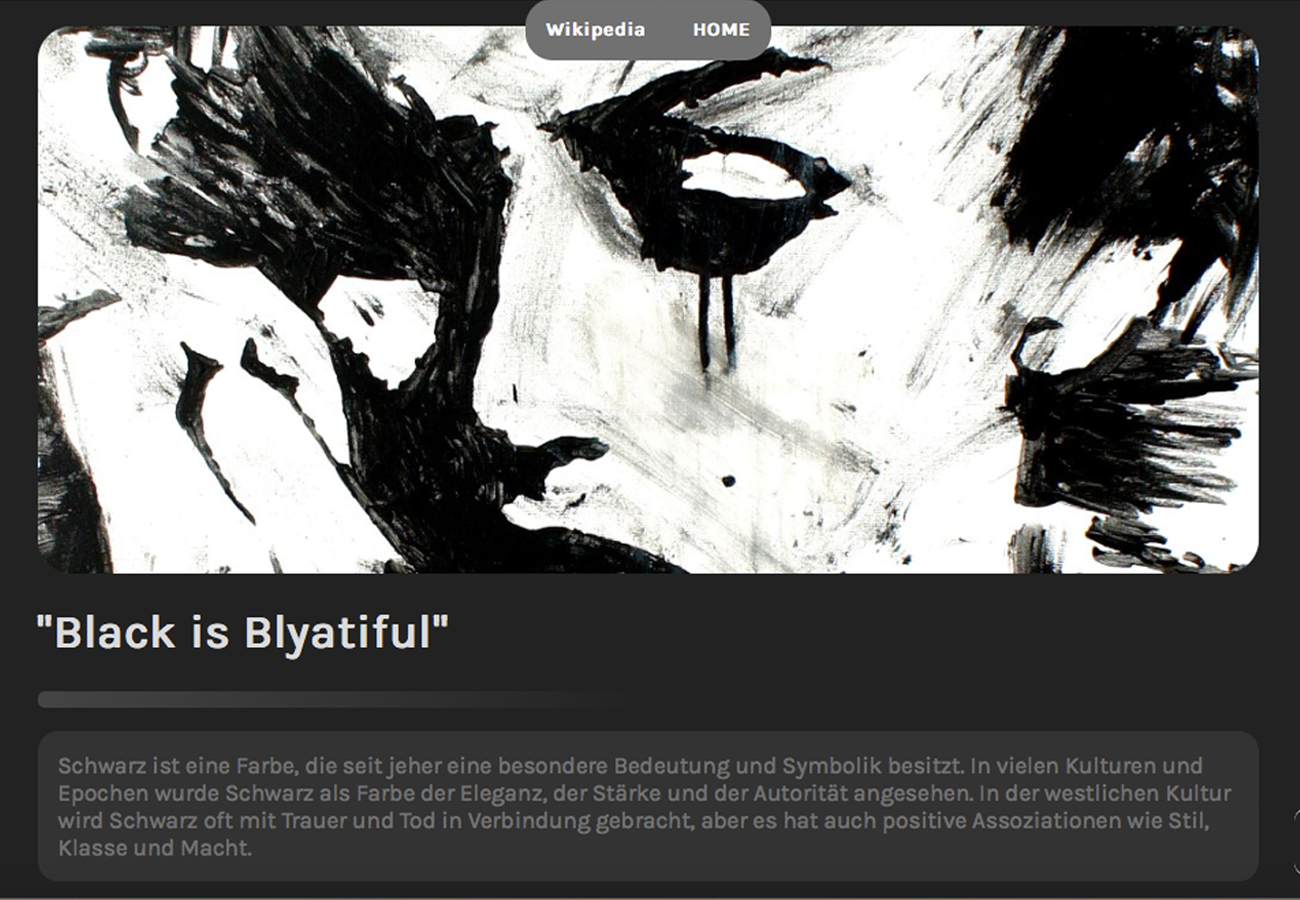 Wikipedia HOME
"Black is Blyatiful"
Schwarz ist eine Farbe, die seit jeher eine besondere Bedeutung und Symbolik besitzt. In vielen Kulturen und
Epochen wurde Schwarz als Farbe der Eleganz, der Stärke und der Autorität angesehen. In der westlichen Kultur
wird Schwarz oft mit Trauer und Tod in Verbindung gebracht, aber es hat auch positive Assoziationen wie Stil,
Klasse und Macht.